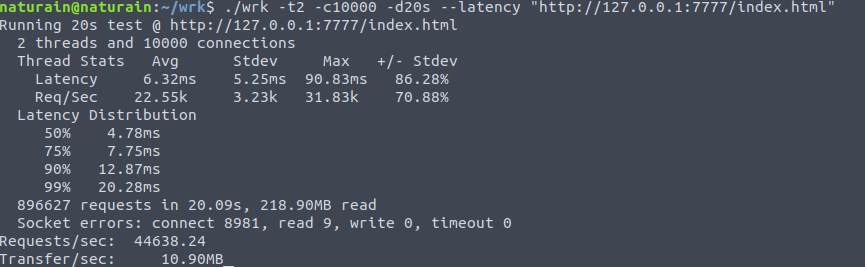 naturain@naturain:~/wrk$ ./wrk -t2 -c10000 -d20s --latency "http://127.0.0.1:7777/index.html"
Running 20s test @ http://127.0.0.1:7777/index.html
  2 threads and 10000 connections
  Thread Stats   Avg      Stdev     Max   +/- Stdev
    Latency     6.32ms    5.25ms  90.83ms   86.28%
    Req/Sec    22.55k     3.23k   31.83k    70.88%
  Latency Distribution
     50%    4.78ms
     75%    7.75ms
     90%   12.87ms
     99%   20.28ms
  896627 requests in 20.09s, 218.90MB read
  Socket errors: connect 8981, read 9, write 0, timeout 0
Requests/sec:  44638.24
Transfer/sec:     10.90MB